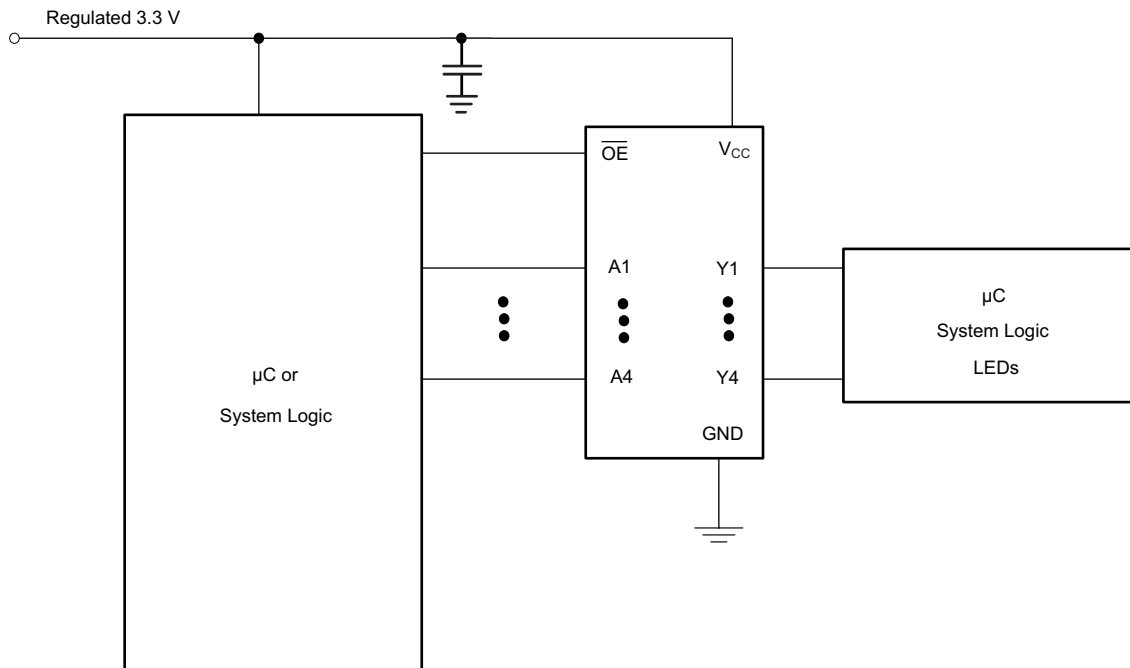 Regulated 3.3 V
OE
VCC
A1
Y1
µC
System Logic
LEDs
µC or
System Logic
A4
Y4
GND